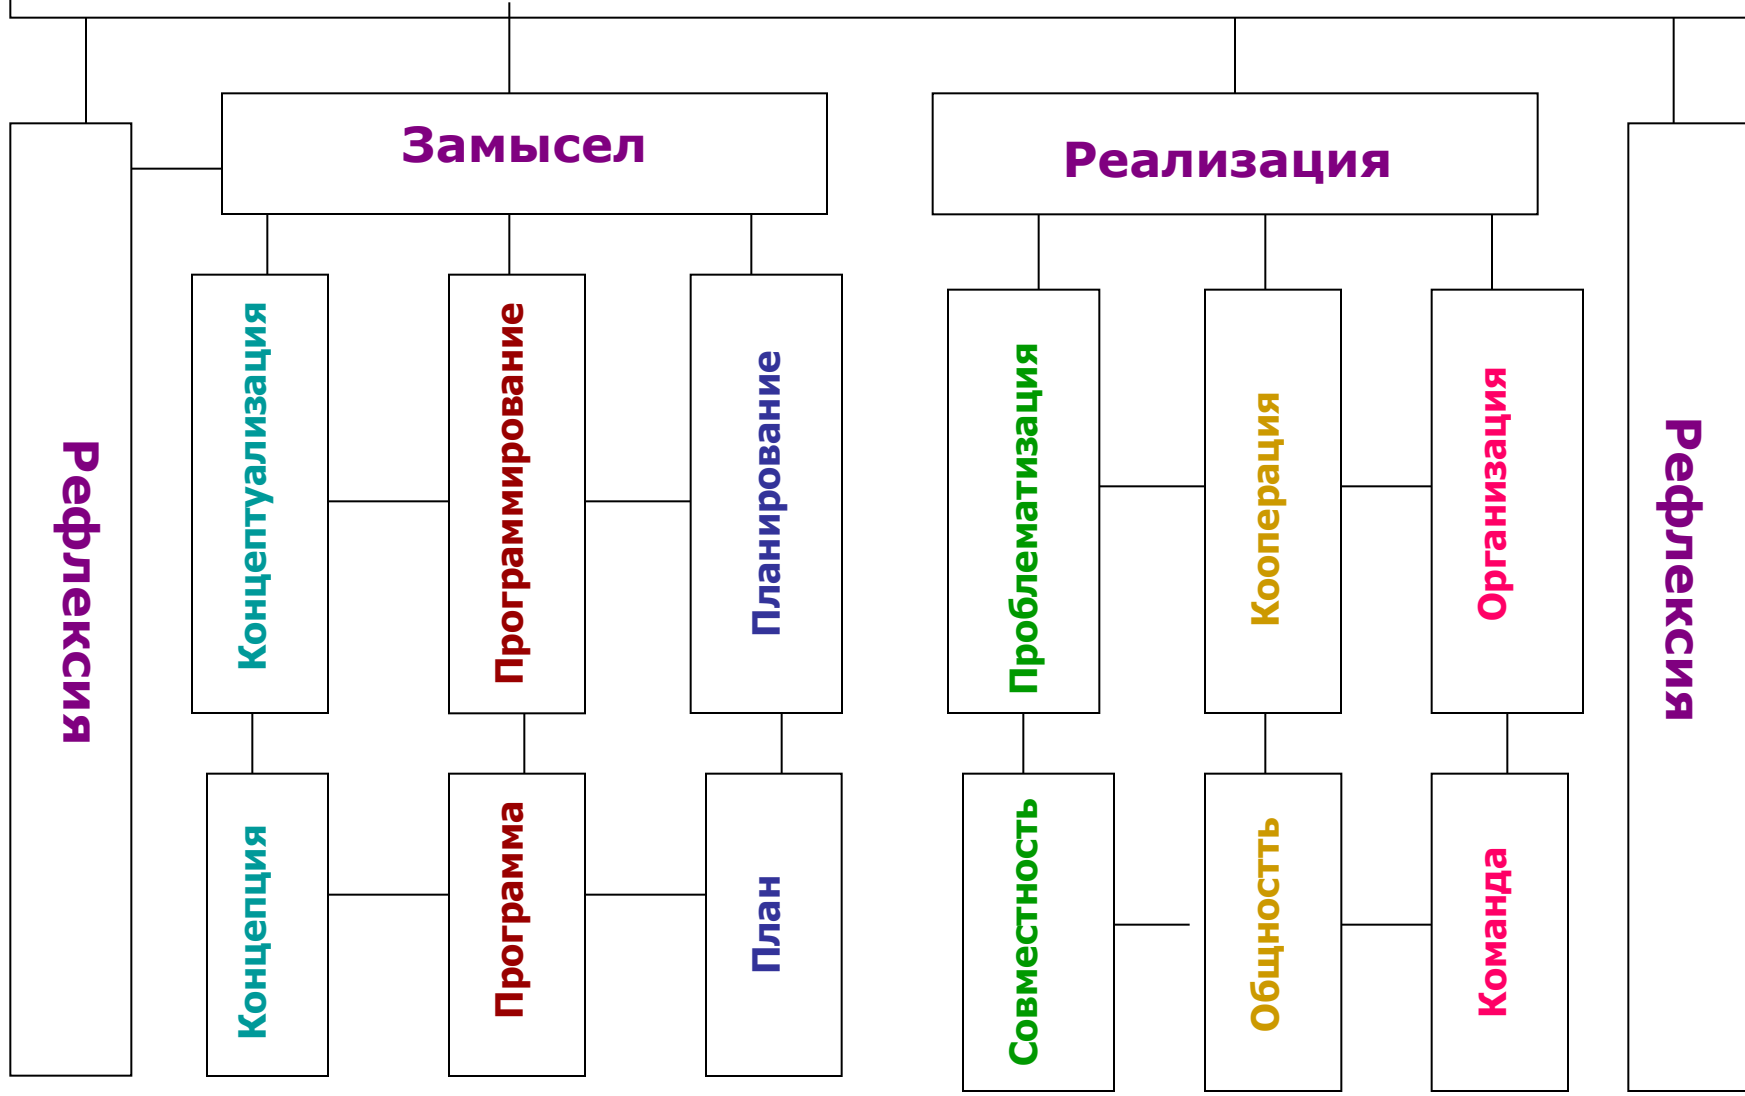 Замысел
Реализация
Рефлексия
Концептуализация
Программирование
Планирование
Проблематизация
Кооперация
Организация
Рефлексия
Концепция
Программа
План
Совместность
Общностть
Команда